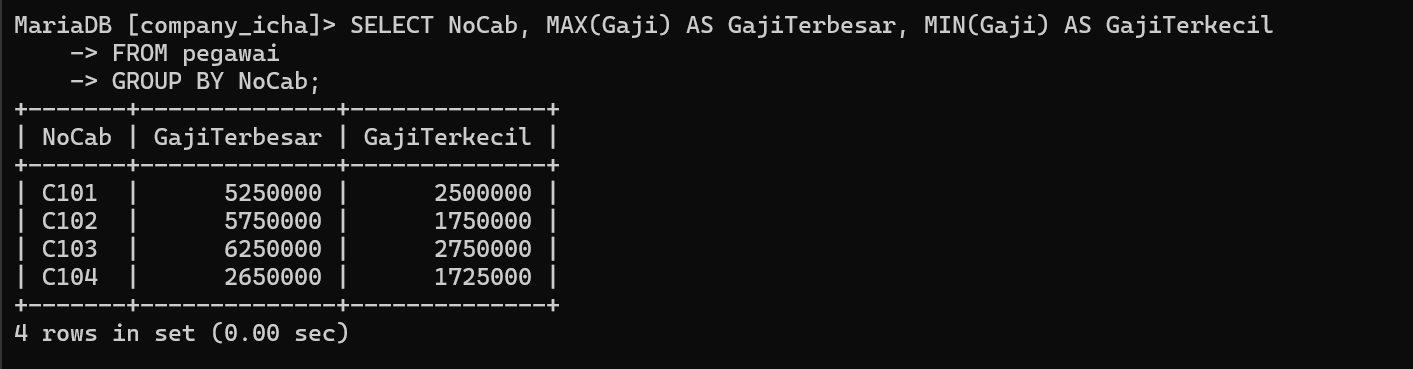 MariaDB [company_icha]> SELECT NoCab, MAX(Gaji) AS GajiTerbesar, MIN(Gaji) AS GajiTerkecil
    -> FROM pegawai
    -> GROUP BY NoCab;
+-------+--------------+--------------+
| NoCab | GajiTerbesar | GajiTerkecil |
+-------+--------------+--------------+
| C101  |      5250000 |      2500000 |
| C102  |      5750000 |      1750000 |
| C103  |      6250000 |      2750000 |
| C104  |      2650000 |      1725000 |
+-------+--------------+--------------+
4 rows in set (0.00 sec)